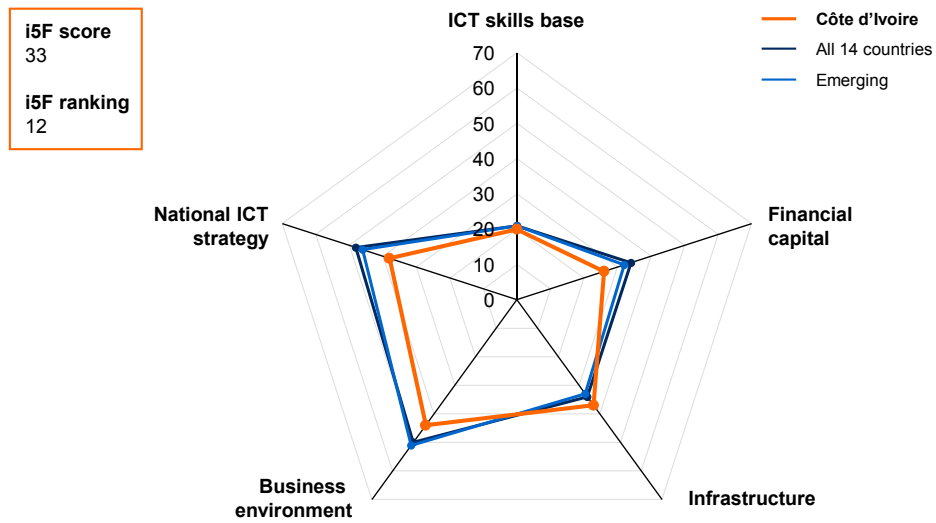 i5F score
33
i5F ranking
12
ICT skills base
Côte d’Ivoire
All 14 countries
Emerging
70
60
50
40
30
20
10
0
National ICT
strategy
Financial
capital
Business
environment
Infrastructure